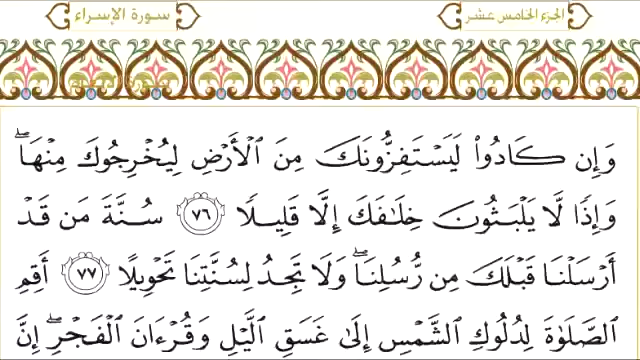 سورة الإسراء
الجزء الخامس عشر
وَإِن كَادُواْ لَيَسْتَفِزُّونَكَ مِنَ ٱلْأَرْضِ لِيُخْرِجُوكَ مِنْهَا ۖ
وَإِذًا لَّا يَلْبَثُونَ خِلَٰفَكَ إِلَّا قَلِيلًا ٧٦ سُنَّةَ مَن قَدْ
أَرْسَلْنَا قَبْلَكَ مِن رُّسُلِنَا ۖ وَلَا تَجِدُ لِسُنَّتِنَا تَحْوِيلًا ٧٧ أَقِمِ
ٱلصَّلَوٰةَ لِدُلُوكِ ٱلشَّمْسِ إِلَىٰ غَسَقِ ٱلَّيْلِ وَقُرْءَانَ ٱلْفَجْرِ ۖ إِنَّ